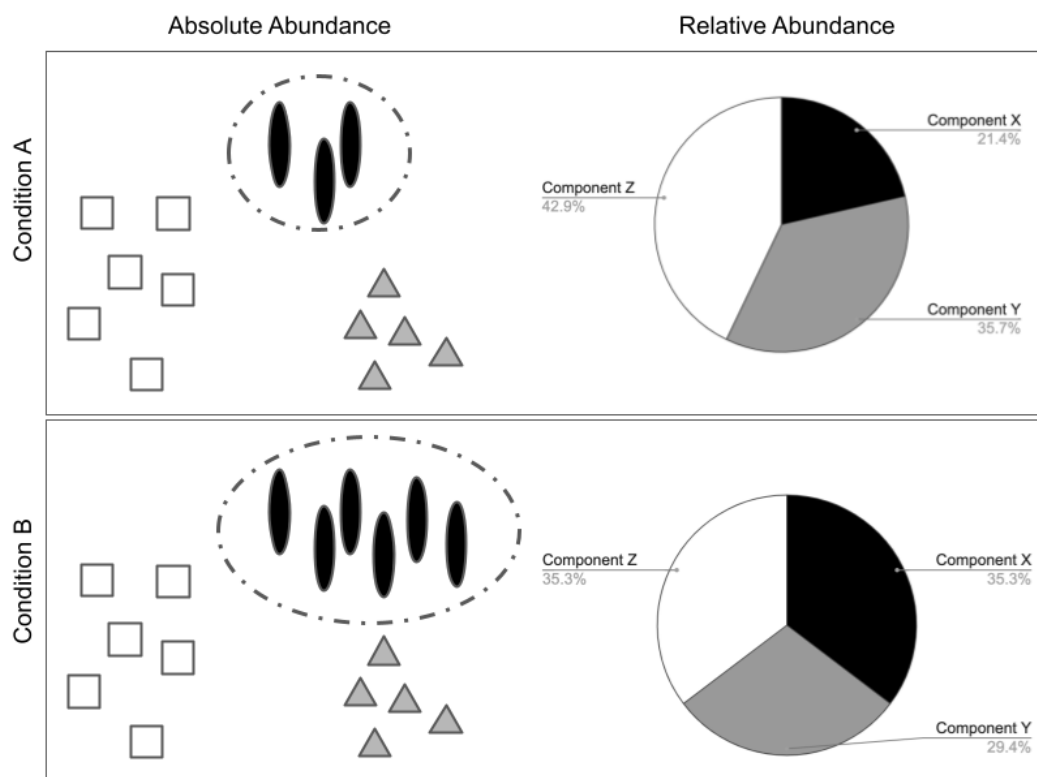 Absolute Abundance
Relative Abundance
Condition A
Component X
21.4%
Component Z
42.9%
Component Y
35.7%
Condition B
Component Z
35.3%
Component X
35.3%
Component Y
29.4%